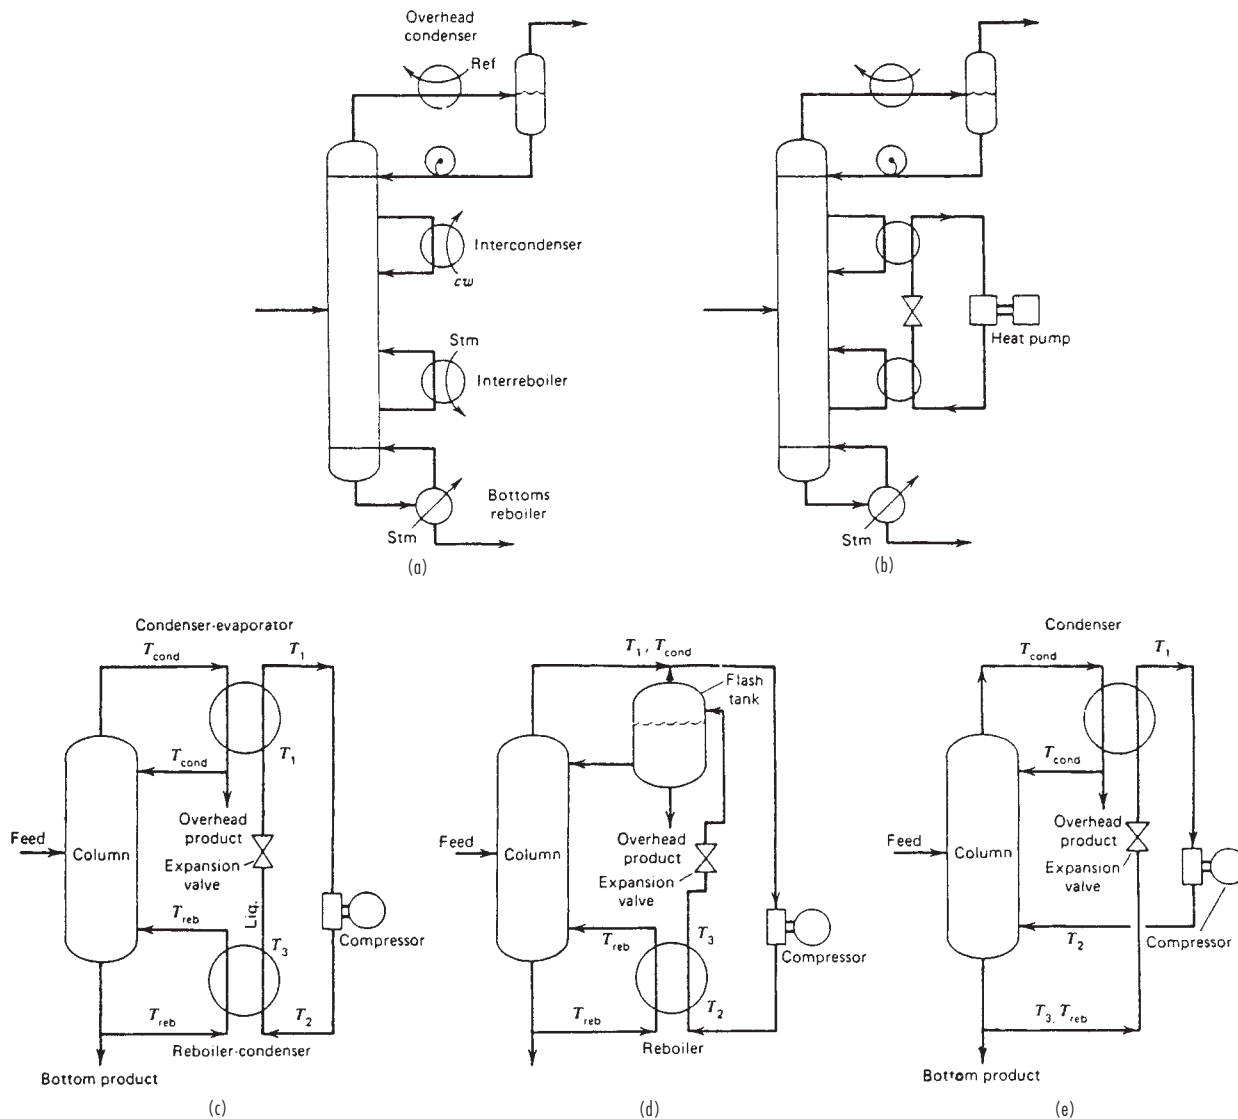 Overhead
condenser
Ref
Intercondenser
cw
Stm
Interreboiler
Bottoms
reboiler
Stm
(a)
Heat pump
Stm
(b)
Condenser-evaporator
T_cond
T_1
T_cond
T_1
Overhead
product
Feed
Column
Expansion
valve
Liq.
T_reb
T_3
Compressor
T_reb
T_2
Reboiler-condenser
Bottom product
(c)
T_1, T_cond
Flash
tank
Feed
Column
Overhead
product
Expansion
valve
T_reb
T_3
Compressor
T_2
T_reb
Reboiler
(d)
Condenser
T_cond
T_1
T_cond
Overhead
product
Feed
Column
Expansion
valve
T_2
Compressor
T_3, T_reb
Bottom product
(e)